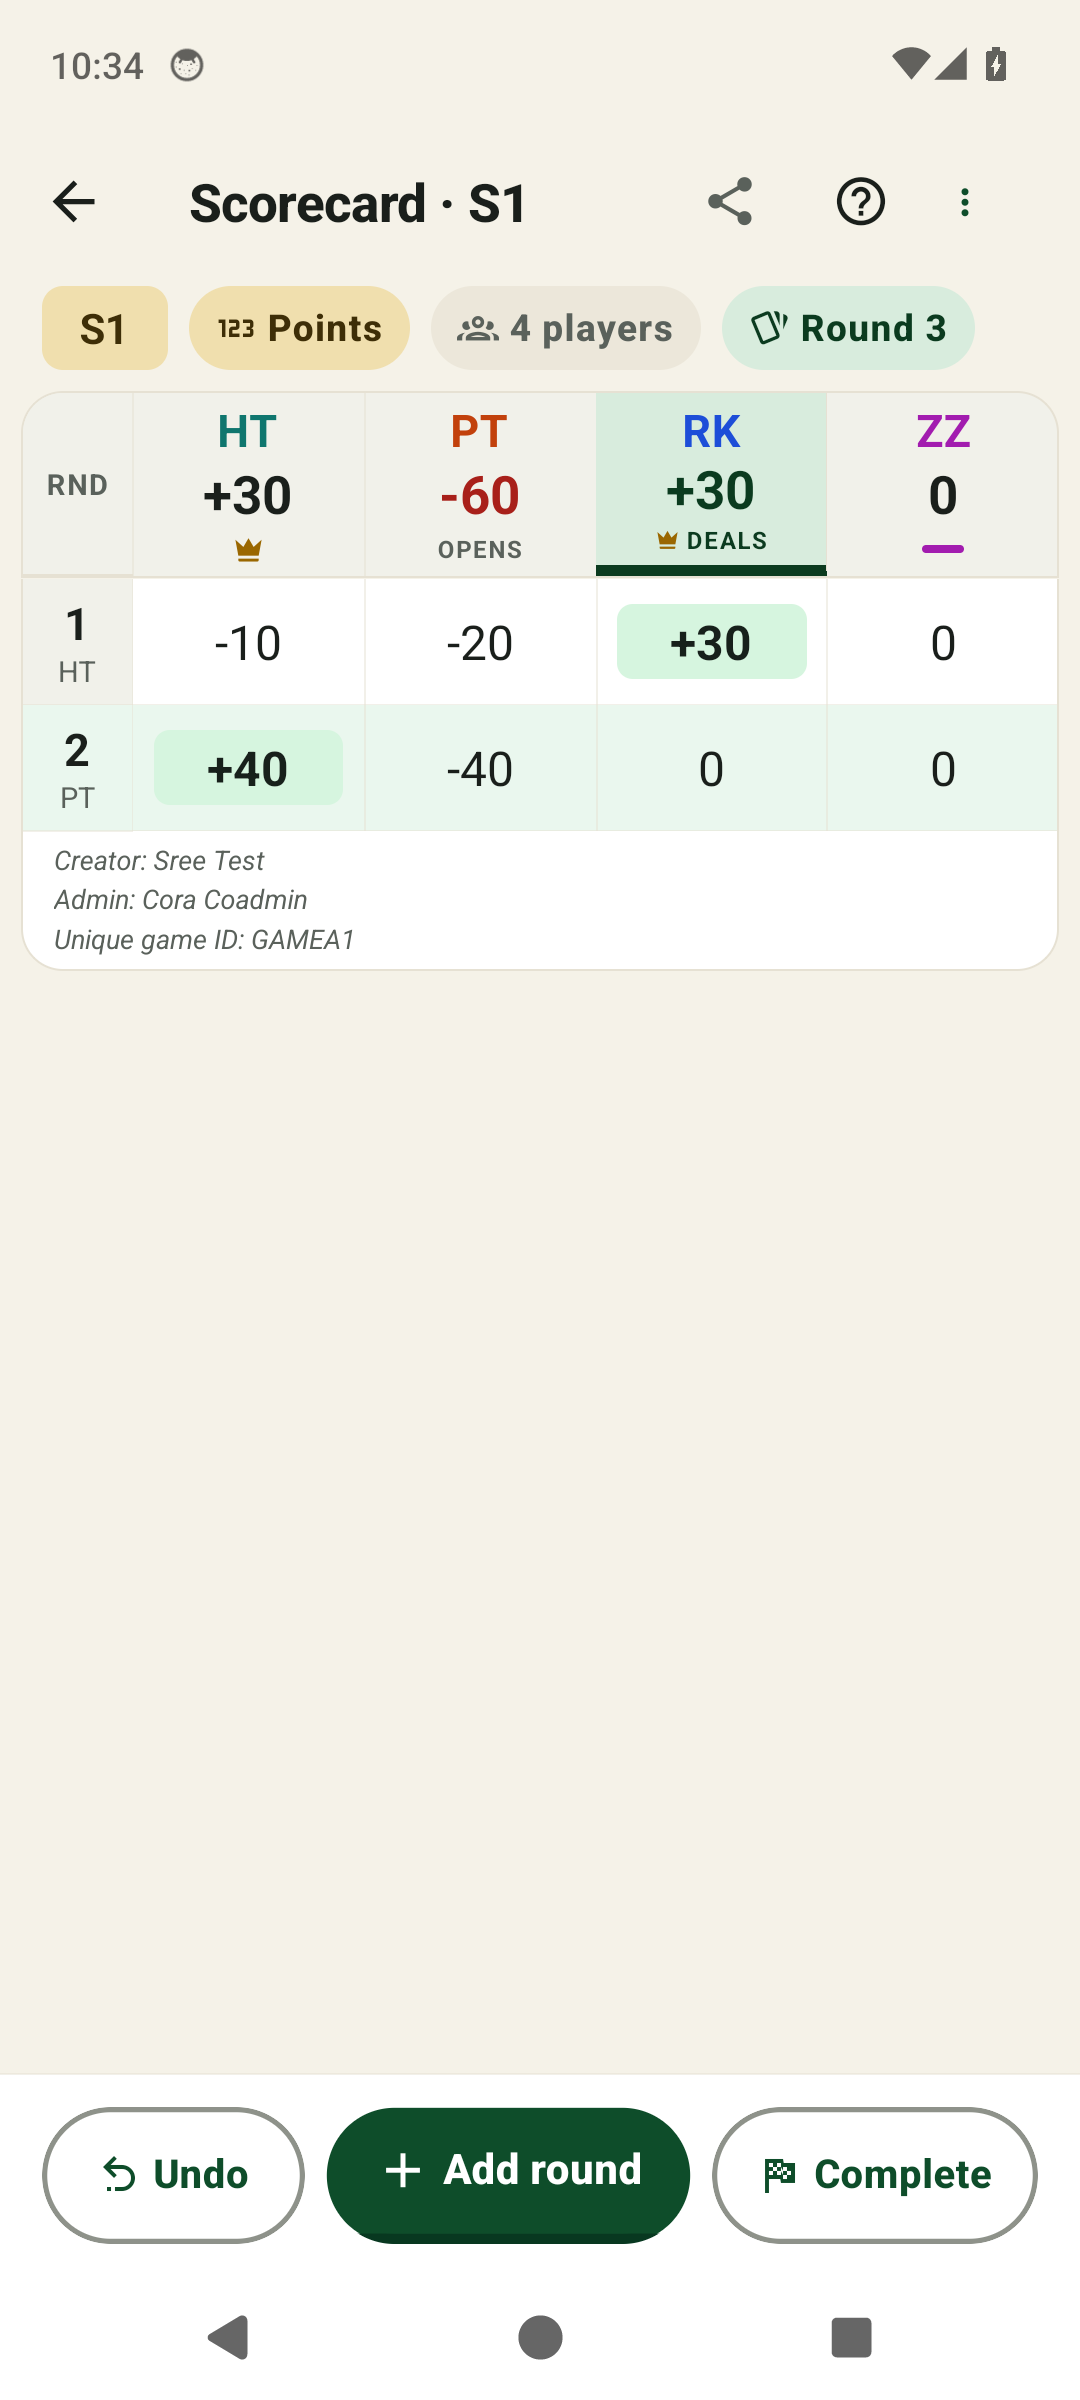 10:34
Scorecard · S1
S1 123 Points 4 players Round 3
RND HT PT RK ZZ
+30 -60 +30 0
OPENS DEALS
1 HT -10 -20 +30 0
2 PT +40 -40 0 0
Creator: Sree Test
Admin: Cora Coadmin
Unique game ID: GAMEA1
Undo + Add round Complete